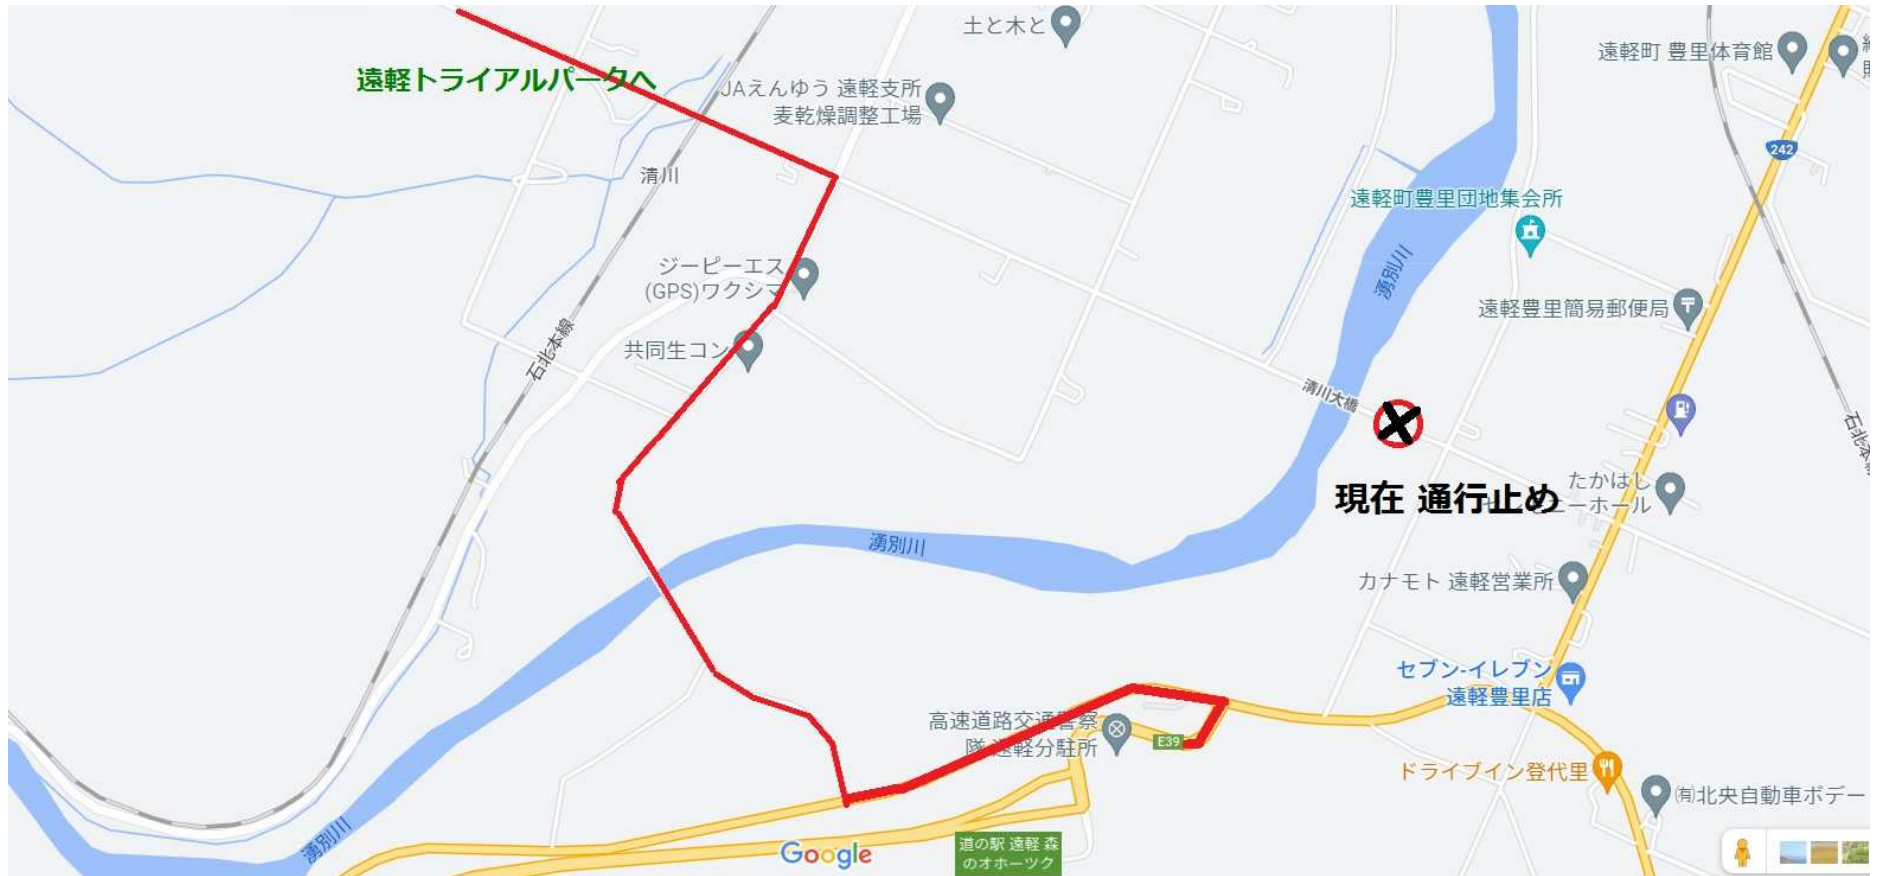 土と木と
遠軽町 豊里体育館
遠軽トライアルパークへ
JAえんゆう 遠軽支所
麦乾燥調整工場
242
清川
遠軽町豊里団地集会所
ジーピーエス
(GPS)ワクシマ
湧別川
遠軽豊里簡易郵便局
石北本線
共同生コン
清川大橋
現在 通行止め
たかはし
セレモニーホール
湧別川
カナモト 遠軽営業所
セブン-イレブン
遠軽豊里店
高速道路交通警察
隊 遠軽分駐所
E39
ドライブイン登代里
㈲北央自動車ボデー
湧別川
Google
道の駅 遠軽 森
のオホーツク